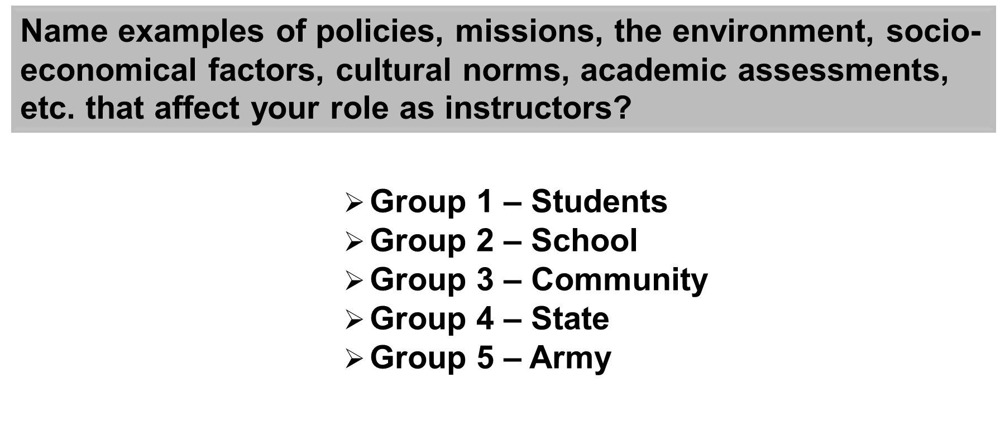 Name examples of policies, missions, the environment, socio-
economical factors, cultural norms, academic assessments,
etc. that affect your role as instructors?
➢ Group 1 – Students
➢ Group 2 – School
➢ Group 3 – Community
➢ Group 4 – State
➢ Group 5 – Army